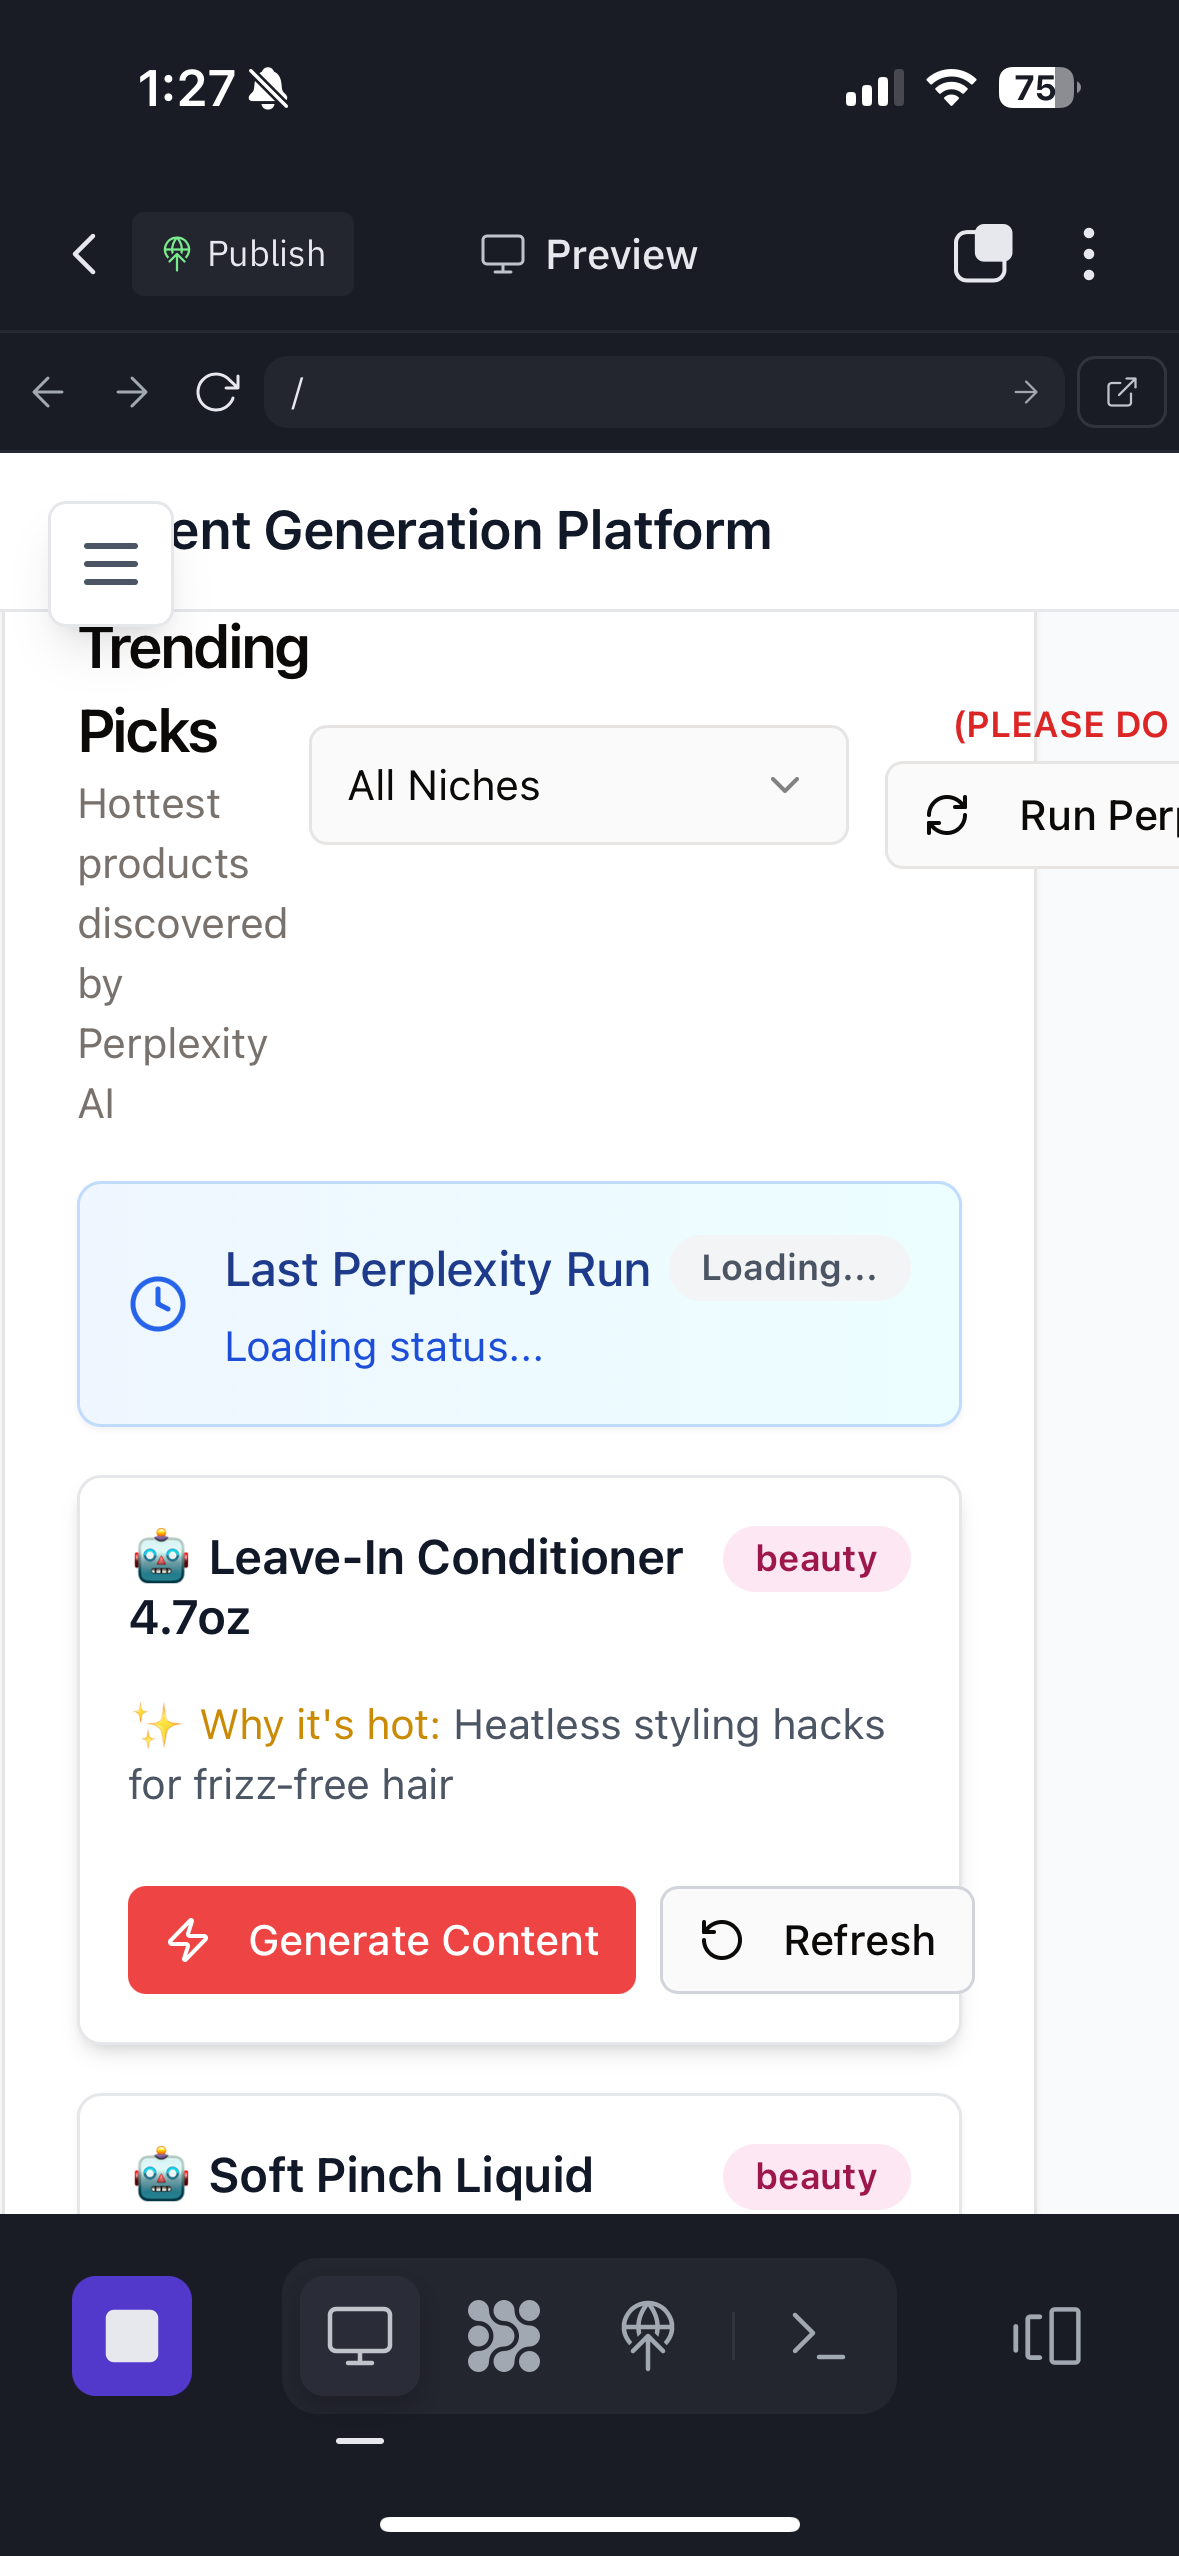 1:27
75
Publish
Preview
/
ent Generation Platform
Trending
Picks
Hottest
products
discovered
by
Perplexity
AI
All Niches
(PLEASE DO
Run Per
Last Perplexity Run
Loading...
Loading status...
🤖 Leave-In Conditioner
4.7oz
beauty
✨ Why it's hot: Heatless styling hacks
for frizz-free hair
Generate Content
Refresh
🤖 Soft Pinch Liquid
beauty